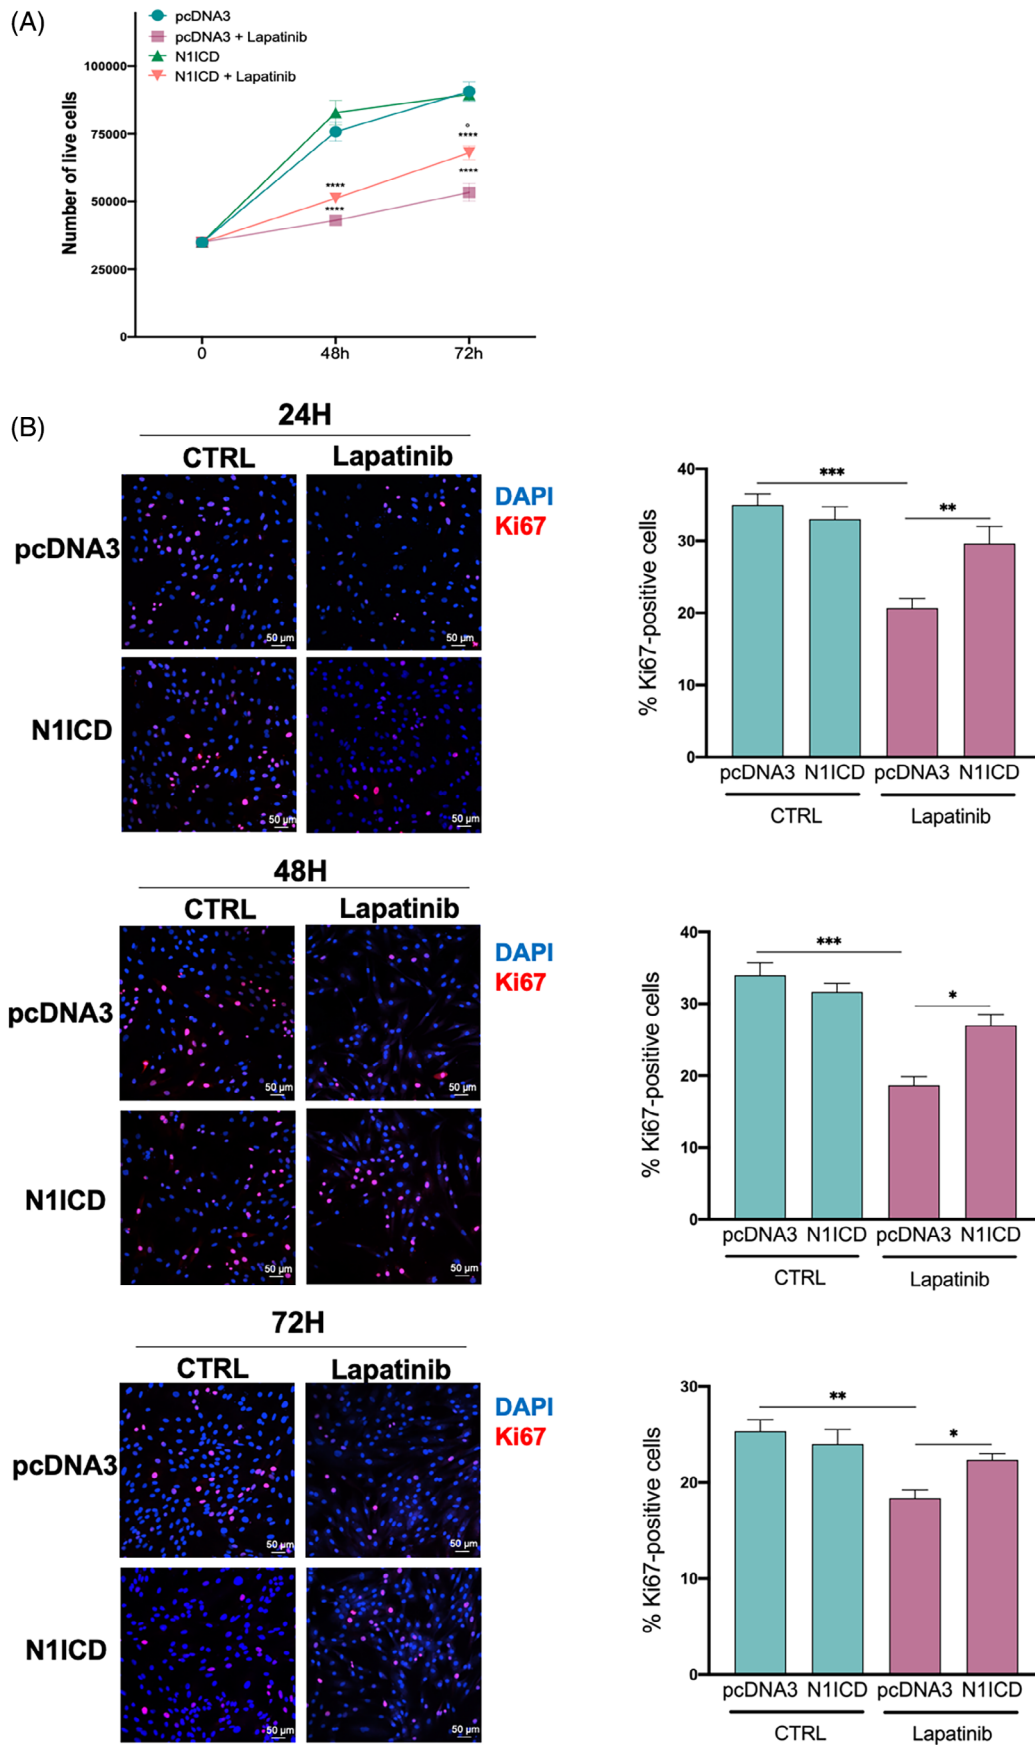 (A)
pcDNA3
pcDNA3 + Lapatinib
N1ICD
N1ICD + Lapatinib
Number of live cells
100000
75000
50000
25000
0
°
****
****
****
****
0 48h 72h
(B)
24H
CTRL Lapatinib
DAPI
Ki67
pcDNA3
50 µm 50 µm
N1ICD
50 µm 50 µm
% Ki67-positive cells
40
30
20
10
0
***
**
pcDNA3 N1ICD pcDNA3 N1ICD
CTRL Lapatinib
48H
CTRL Lapatinib
DAPI
Ki67
pcDNA3
50 µm 50 µm
N1ICD
50 µm 50 µm
% Ki67-positive cells
40
30
20
10
0
***
*
pcDNA3 N1ICD pcDNA3 N1ICD
CTRL Lapatinib
72H
CTRL Lapatinib
DAPI
Ki67
pcDNA3
50 µm 50 µm
N1ICD
50 µm 50 µm
% Ki67-positive cells
30
20
10
0
**
*
pcDNA3 N1ICD pcDNA3 N1ICD
CTRL Lapatinib